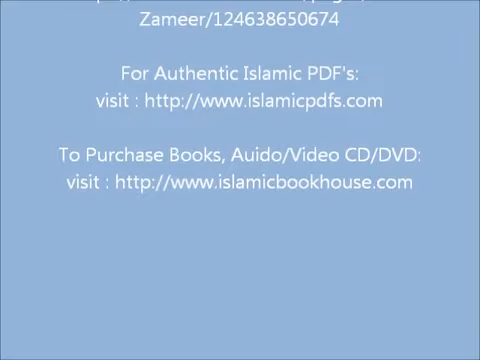 Zameer/124638650674
For Authentic Islamic PDF's:
visit : http://www.islamicpdfs.com
To Purchase Books, Auido/Video CD/DVD:
visit : http://www.islamicbookhouse.com